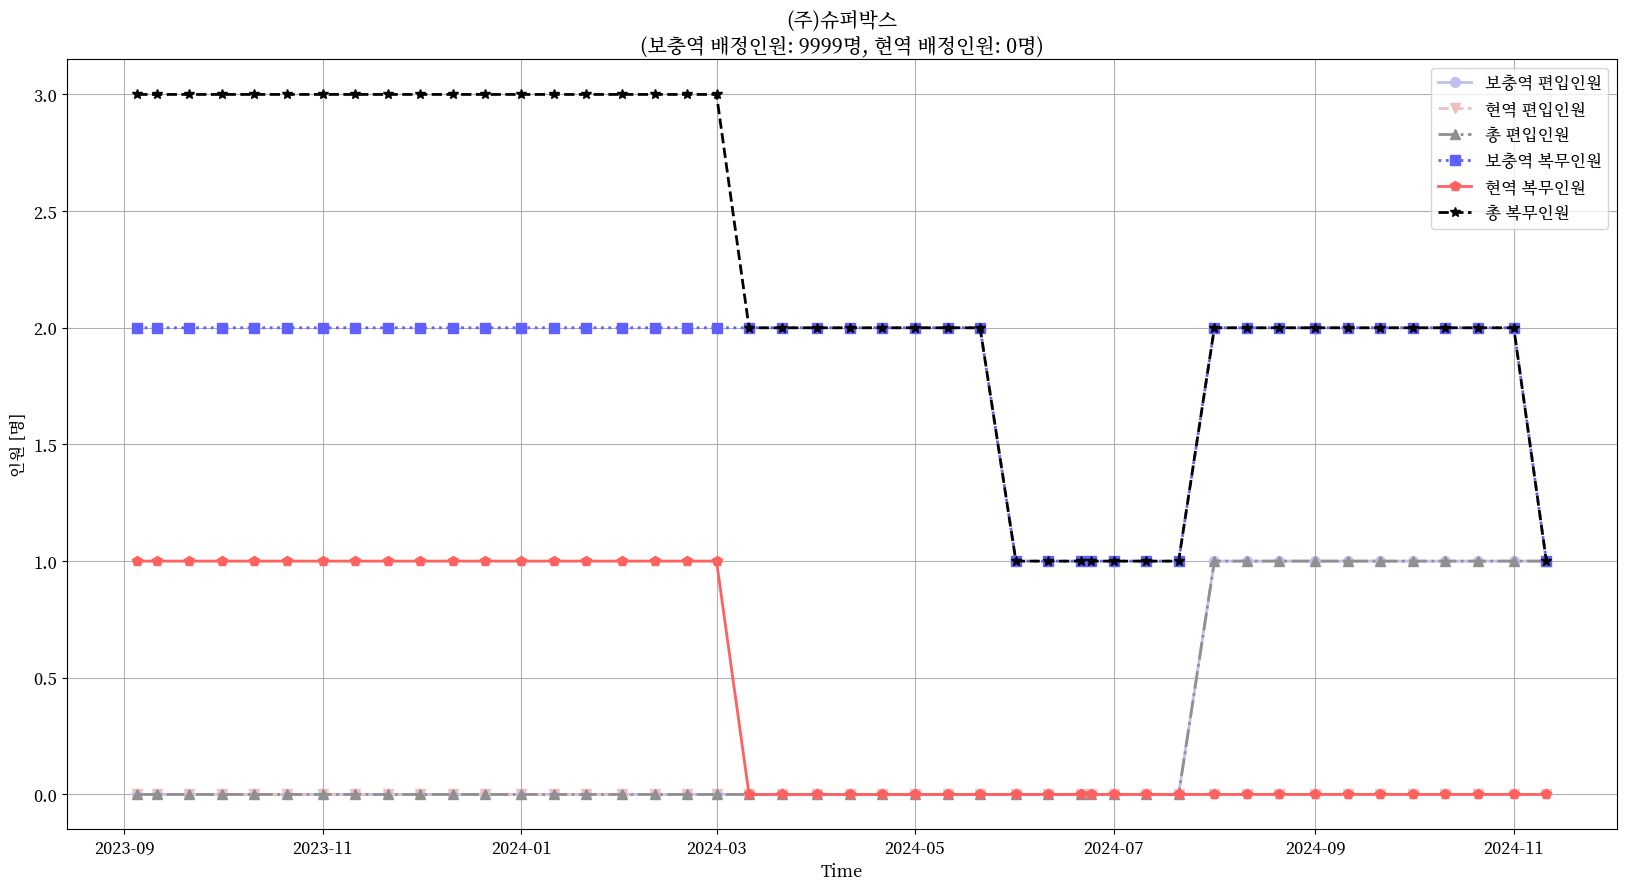 (주)슈퍼박스
(보충역 배정인원: 9999명, 현역 배정인원: 0명)
보충역 편입인원
현역 편입인원
총 편입인원
보충역 복무인원
현역 복무인원
총 복무인원
인원 [명]
3.0
2.5
2.0
1.5
1.0
0.5
0.0
2023-09
2023-11
2024-01
2024-03
2024-05
2024-07
2024-09
2024-11
Time